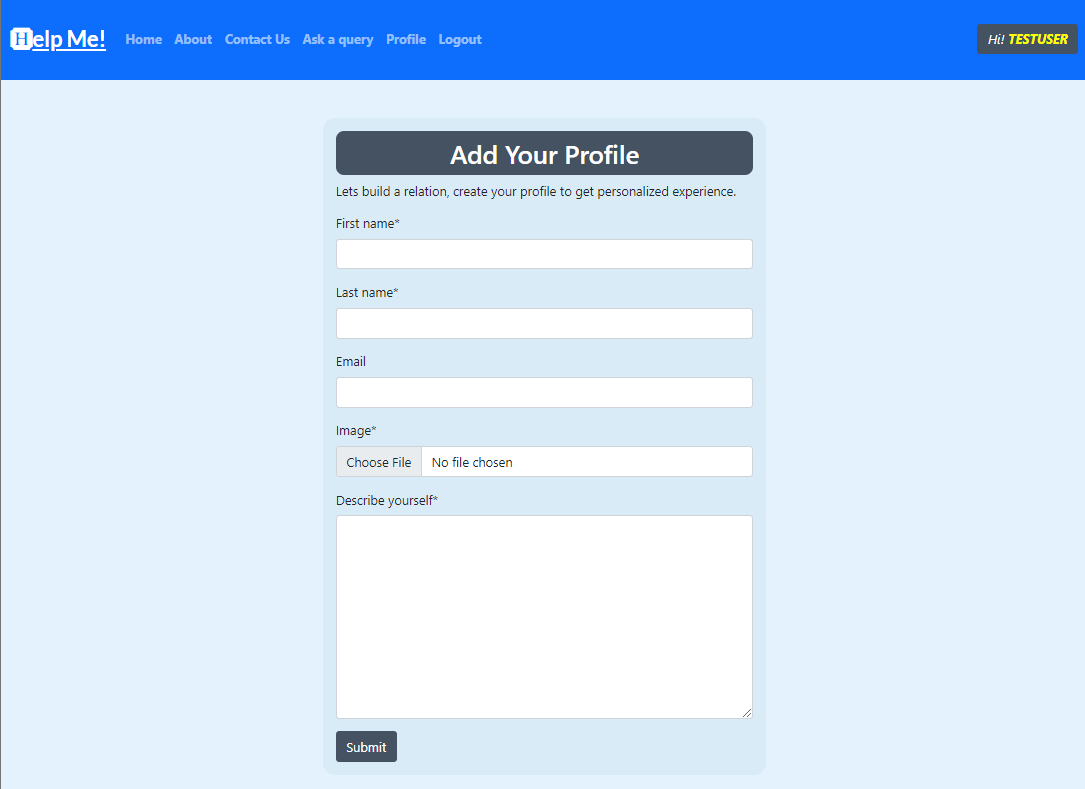 Help Me! Home About Contact Us Ask a query Profile Logout Hi! TESTUSER
Add Your Profile
Lets build a relation, create your profile to get personalized experience.
First name*
Last name*
Email
Image*
Choose File No file chosen
Describe yourself*
Submit